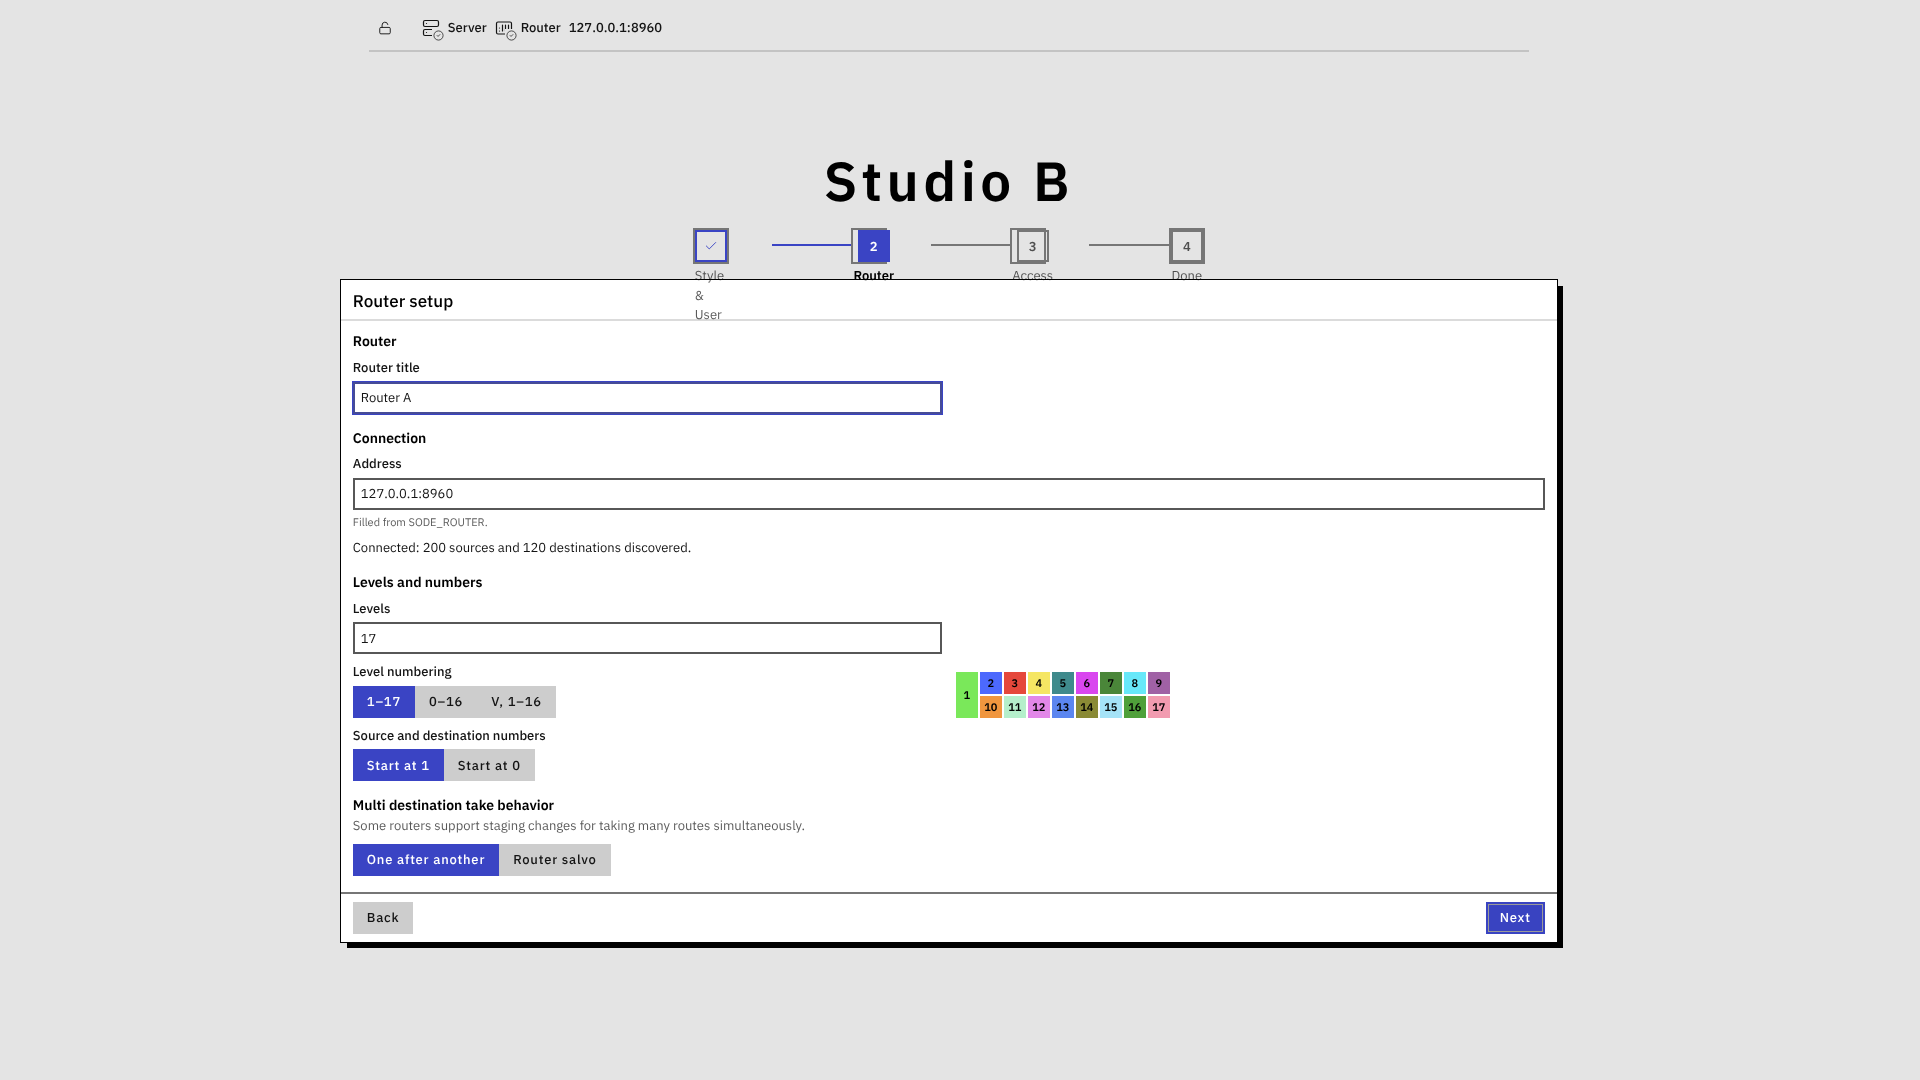 Server Router 127.0.0.1:8960
Studio B
2 3 4
Style & User
Router
Access
Done
Router setup
Router
Router title
Router A
Connection
Address
127.0.0.1:8960
Filled from SODE_ROUTER.
Connected: 200 sources and 120 destinations discovered.
Levels and numbers
Levels
17
Level numbering
1–17 0–16 V, 1–16
1 2 3 4 5 6 7 8 9
10 11 12 13 14 15 16 17
Source and destination numbers
Start at 1 Start at 0
Multi destination take behavior
Some routers support staging changes for taking many routes simultaneously.
One after another Router salvo
Back Next